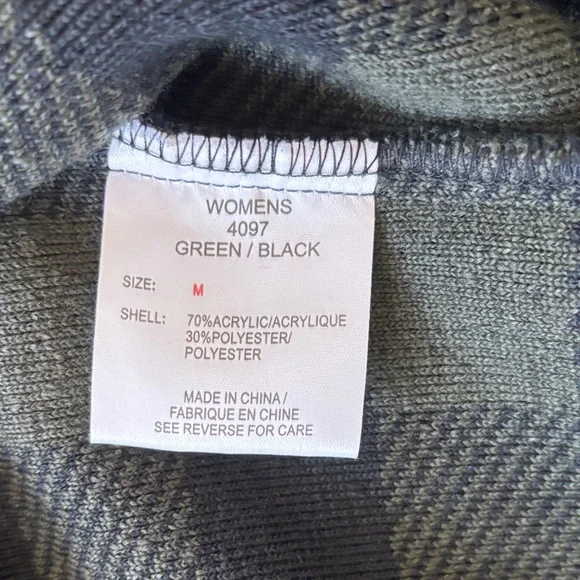 WOMENS
4097
GREEN / BLACK
SIZE: M
SHELL: 70%ACRYLIC/ACRYLIQUE
30%POLYESTER/
POLYESTER
MADE IN CHINA /
FABRIQUE EN CHINE
SEE REVERSE FOR CARE